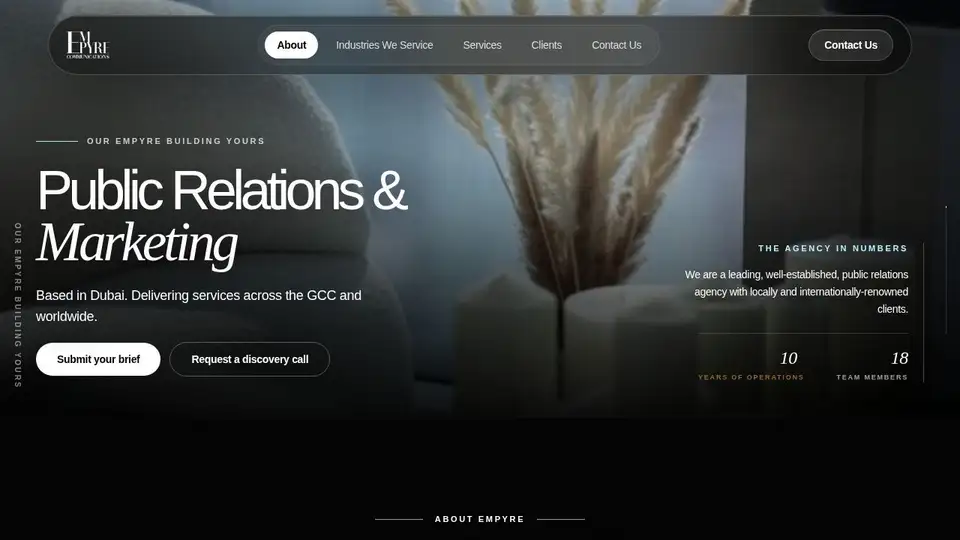 EMPYRE
COMMUNICATIONS
About
Industries We Service
Services
Clients
Contact Us
Contact Us
OUR EMPYRE BUILDING YOURS
Public Relations &
Marketing
Based in Dubai. Delivering services across the GCC and
worldwide.
Submit your brief
Request a discovery call
OUR EMPYRE BUILDING YOURS
THE AGENCY IN NUMBERS
We are a leading, well-established, public relations
agency with locally and internationally-renowned
clients.
10
YEARS OF OPERATIONS
18
TEAM MEMBERS
ABOUT EMPYRE